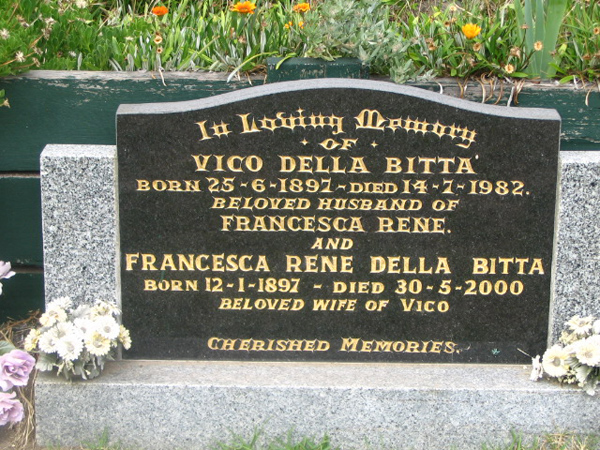 In Loving Memory
OF
VICO DELLA BITTA'
BORN 25-6-1897-DIED 14-7-1982.
BELOVED HUSBAND OF
FRANCESCA RENE.
AND
FRANCESCA RENE DELLA BITTA
BORN 12-1-1897 - DIED 30-5-2000
BELOVED WIFE OF VICO
CHERISHED MEMORIES.